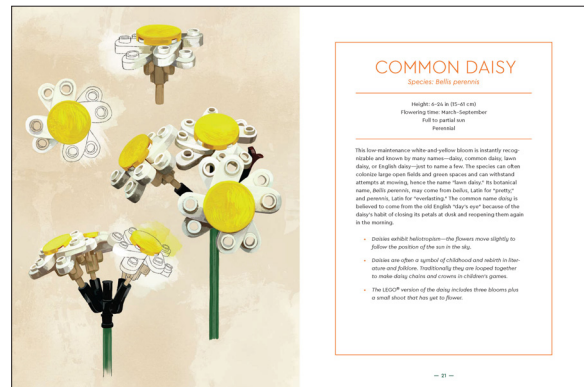 COMMON DAISY
Species: Bellis perennis
Height: 6–24 in (15–61 cm)
Flowering time: March–September
Full to partial sun
Perennial
This low-maintenance white-and-yellow bloom is instantly recog-
nizable and known by many names—daisy, common daisy, lawn
daisy, or English daisy—just to name a few. The species can often
colonize large open fields and green spaces and can withstand
attempts at mowing, hence the name "lawn daisy." Its botanical
name, Bellis perennis, may come from bellus, Latin for "pretty,"
and perennis, Latin for "everlasting." The common name daisy is
believed to come from the old English "day's eye" because of the
daisy's habit of closing its petals at dusk and reopening them again
in the morning.
• Daisies exhibit heliotropism—the flowers move slightly to
follow the position of the sun in the sky.
• Daisies are often a symbol of childhood and rebirth in liter-
ature and folklore. Traditionally they are looped together
to make daisy chains and crowns in children's games.
• The LEGO® version of the daisy includes three blooms plus
a small shoot that has yet to flower.
— 21 —